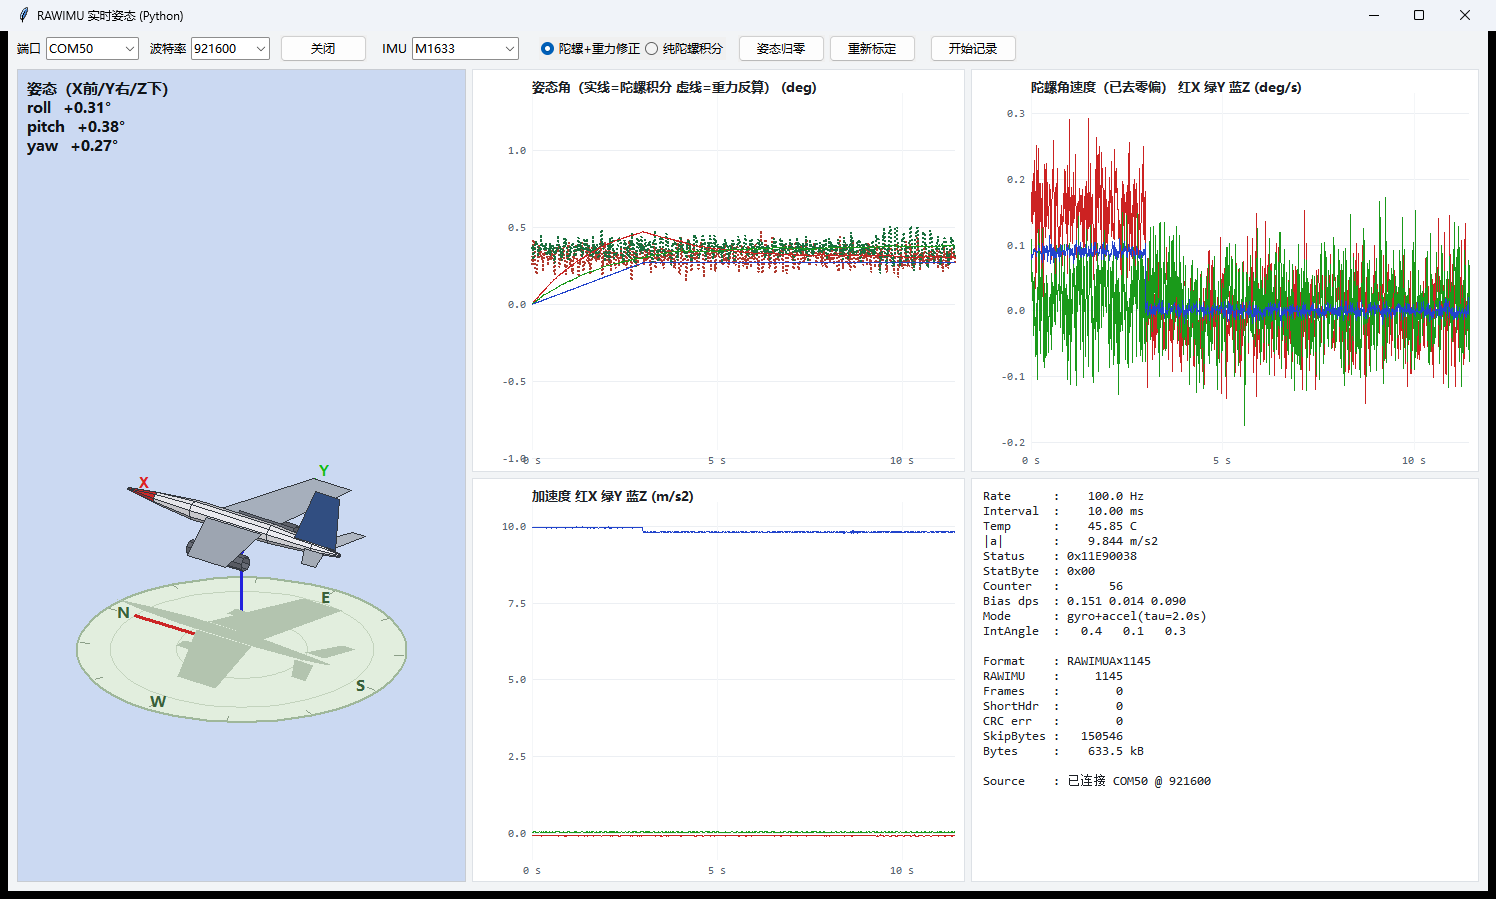 RAWIMU 实时姿态 (Python)
端口 COM50 波特率 921600 关闭 IMU M1633 陀螺+重力修正 纯陀螺积分 姿态归零 重新标定 开始记录
姿态（X前/Y右/Z下）
roll +0.31°
pitch +0.38°
yaw +0.27°
X
Y
N
E
W
S
姿态角（实线=陀螺积分 虚线=重力反算） (deg)
1.0
0.5
0.0
-0.5
-1.0
0 s 5 s 10 s
陀螺角速度（已去零偏） 红X 绿Y 蓝Z (deg/s)
0.3
0.2
0.1
0.0
-0.1
-0.2
0 s 5 s 10 s
加速度 红X 绿Y 蓝Z (m/s2)
10.0
7.5
5.0
2.5
0.0
0 s 5 s 10 s
Rate : 100.0 Hz
Interval : 10.00 ms
Temp : 45.85 C
|a| : 9.844 m/s2
Status : 0x11E90038
StatByte : 0x00
Counter : 56
Bias dps : 0.151 0.014 0.090
Mode : gyro+accel(tau=2.0s)
IntAngle : 0.4 0.1 0.3
Format : RAWIMUA×1145
RAWIMU : 1145
Frames : 0
ShortHdr : 0
CRC err : 0
SkipBytes : 150546
Bytes : 633.5 kB
Source : 已连接 COM50 @ 921600